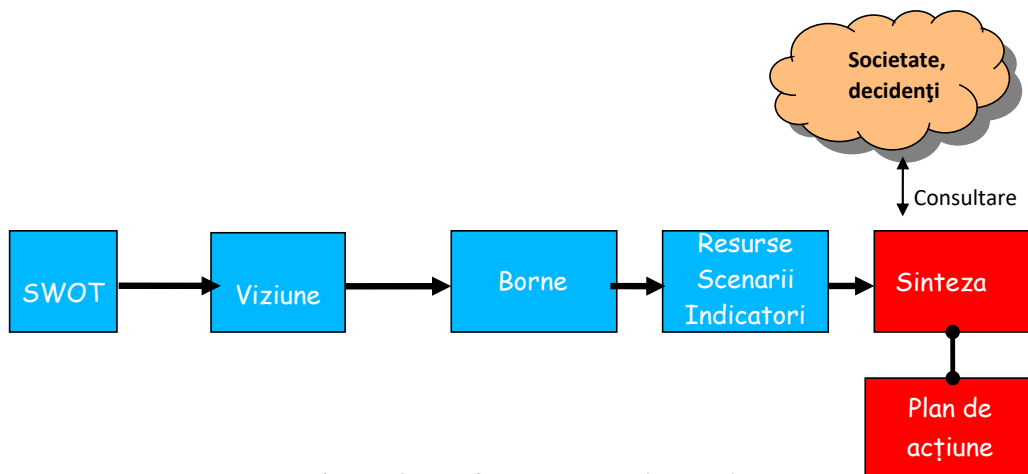 Societate,
decidenţi
Consultare
SWOT
Viziune
Borne
Resurse
Scenarii
Indicatori
Sinteza
Plan de
acțiune